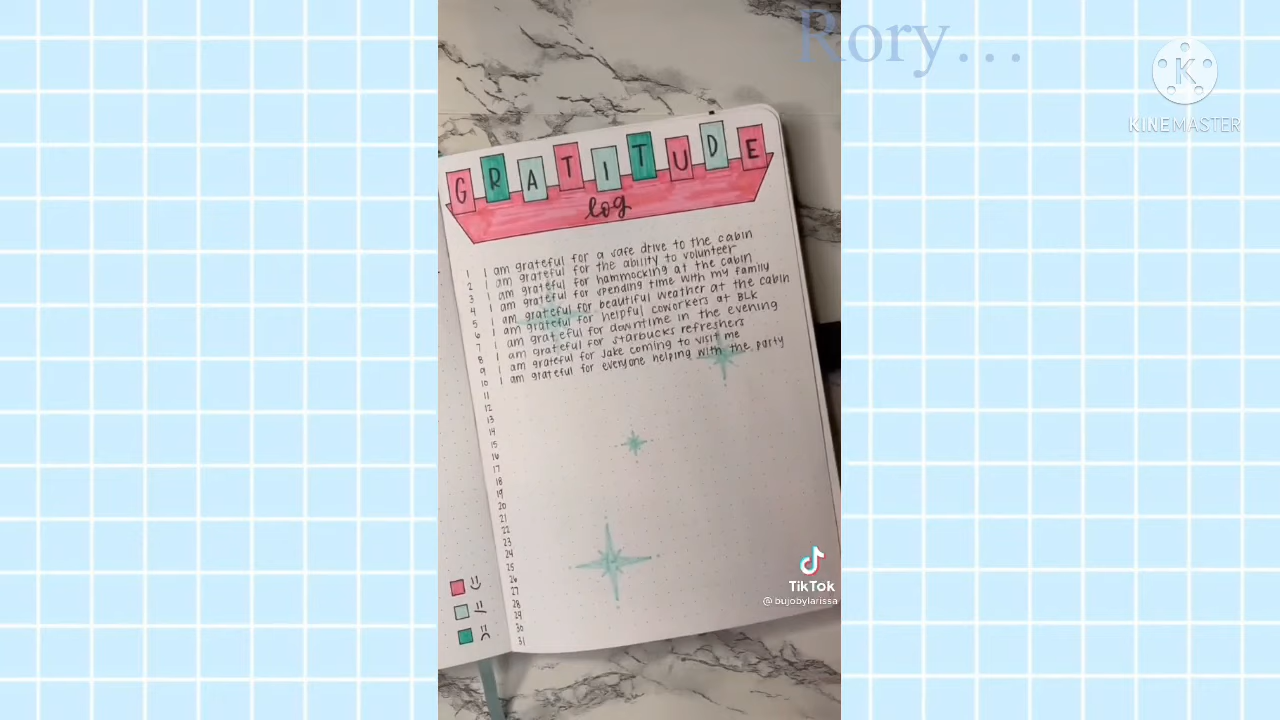 Rory...
K
KINEMASTER
GRATITUDE
log
1 I am grateful for a safe drive to the cabin
2 I am grateful for the ability to volunteer
3 I am grateful for hammocking at the cabin
4 I am grateful for spending time with my family
5 I am grateful for beautiful weather at the cabin
6 I am grateful for helpful coworkers at BLK
7 I am grateful for downtime in the evening
8 I am grateful for starbucks refreshers
9 I am grateful for Jake coming to visit me
10 I am grateful for everyone helping with the party
11
12
13
14
15
16
17
18
19
20
21
22
23
24
25
26
27
28
29
30
31
TikTok
@bujobylarissa